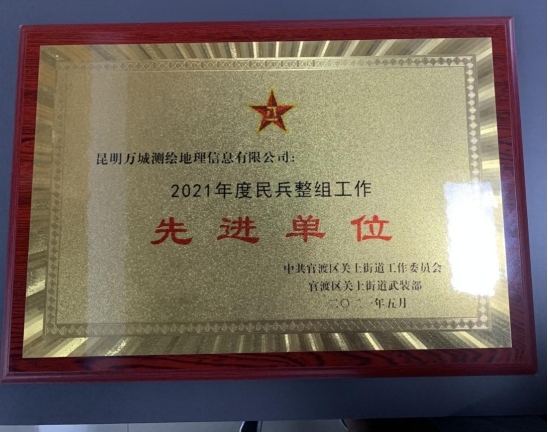 昆明万城测绘地理信息有限公司:
2021年度民兵整组工作
先进单位
中共官渡区关上街道工作委员会
官渡区关上街道武装部
二〇二一年五月